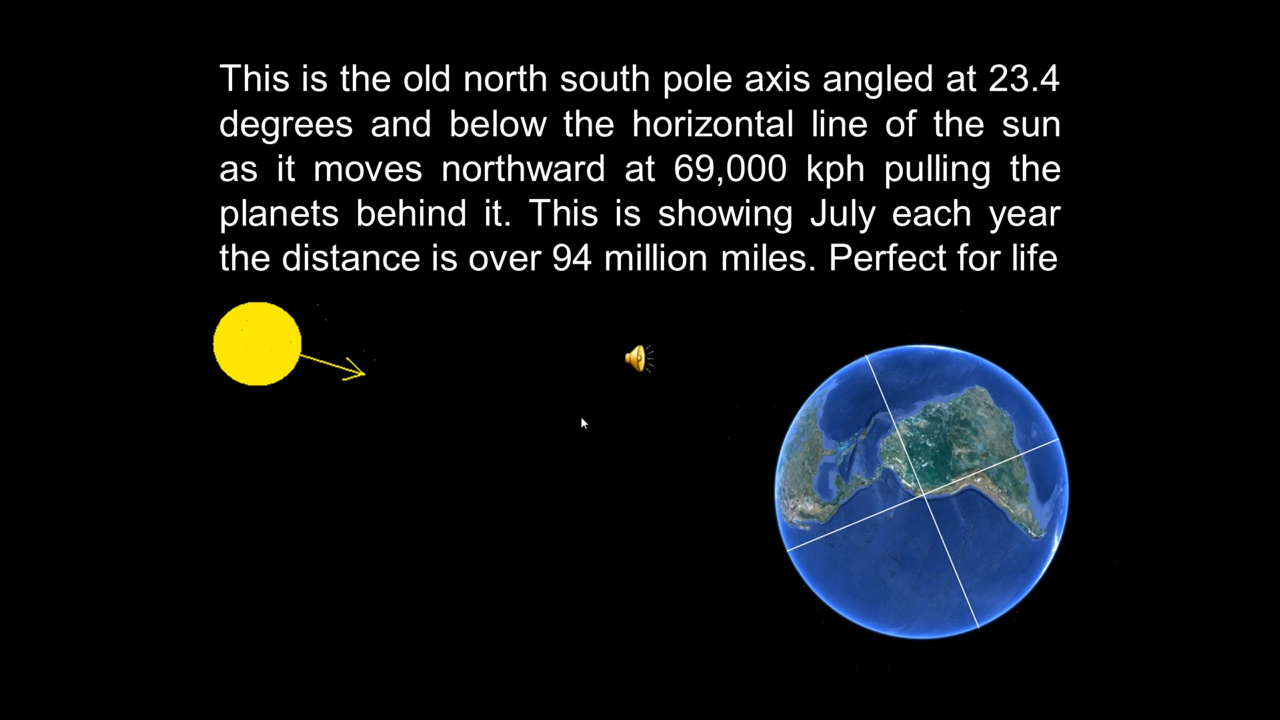 This is the old north south pole axis angled at 23.4
degrees and below the horizontal line of the sun
as it moves northward at 69,000 kph pulling the
planets behind it. This is showing July each year
the distance is over 94 million miles. Perfect for life